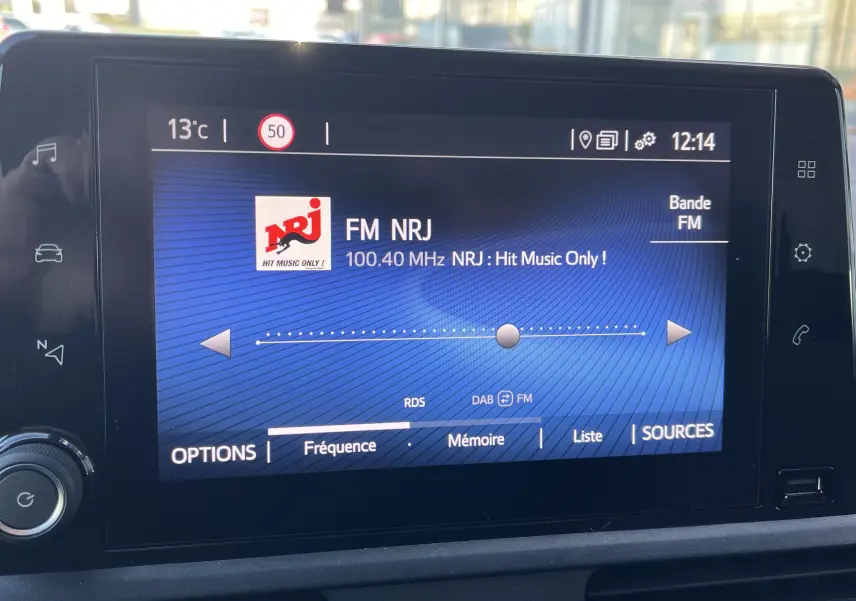 13°C | 50 | | | 12:14
Bande
FM
NRJ
HIT MUSIC ONLY !
FM NRJ
100.40 MHz NRJ : Hit Music Only !
RDS DAB FM
OPTIONS | Fréquence · Mémoire | Liste | SOURCES
N